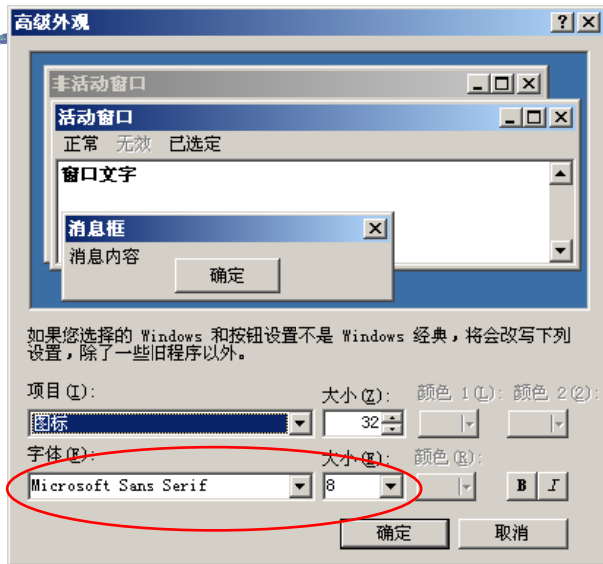 高级外观
非活动窗口
活动窗口
正常 无效 已选定
窗口文字
消息框
消息内容
确定
如果您选择的 Windows 和按钮设置不是 Windows 经典，将会改写下列
设置，除了一些旧程序以外。
项目(I): 大小(Z): 颜色 1(L): 颜色 2(2):
图标 32
字体(F): 大小(E): 颜色(R):
Microsoft Sans Serif 8 B I
确定 取消